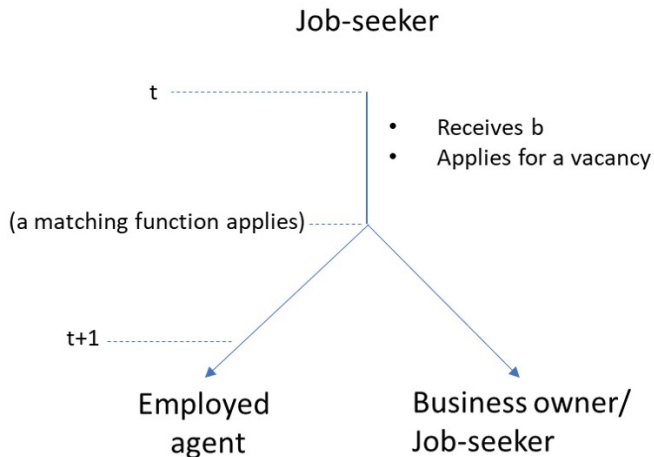 Job-seeker
t
• Receives b
• Applies for a vacancy
(a matching function applies)
t+1
Employed
agent
Business owner/
Job-seeker